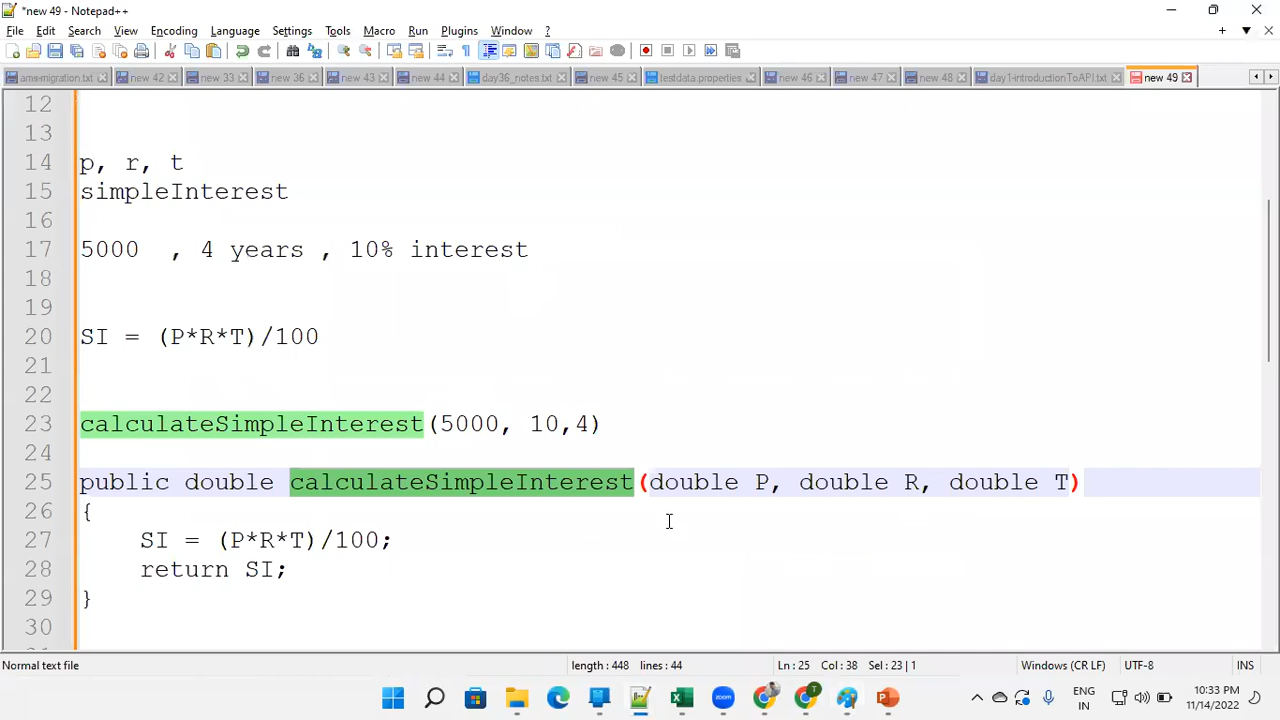 *new 49 - Notepad++
File Edit Search View Encoding Language Settings Tools Macro Run Plugins Window ?
ams-migration.txt new 42 new 33 new 36 new 43 new 44 day36_notes.txt new 45 testdata.properties new 46 new 47 new 48 day1-introductionToAPI.txt new 49
12
13
14 p, r, t
15 simpleInterest
16
17 5000 , 4 years , 10% interest
18
19
20 SI = (P*R*T)/100
21
22
23 calculateSimpleInterest(5000, 10,4)
24
25 public double calculateSimpleInterest(double P, double R, double T)
26 {
27 SI = (P*R*T)/100;
28 return SI;
29 }
30
Normal text file length : 448 lines : 44 Ln : 25 Col : 38 Sel : 23 | 1 Windows (CR LF) UTF-8 INS
ENG
IN
10:33 PM
11/14/2022